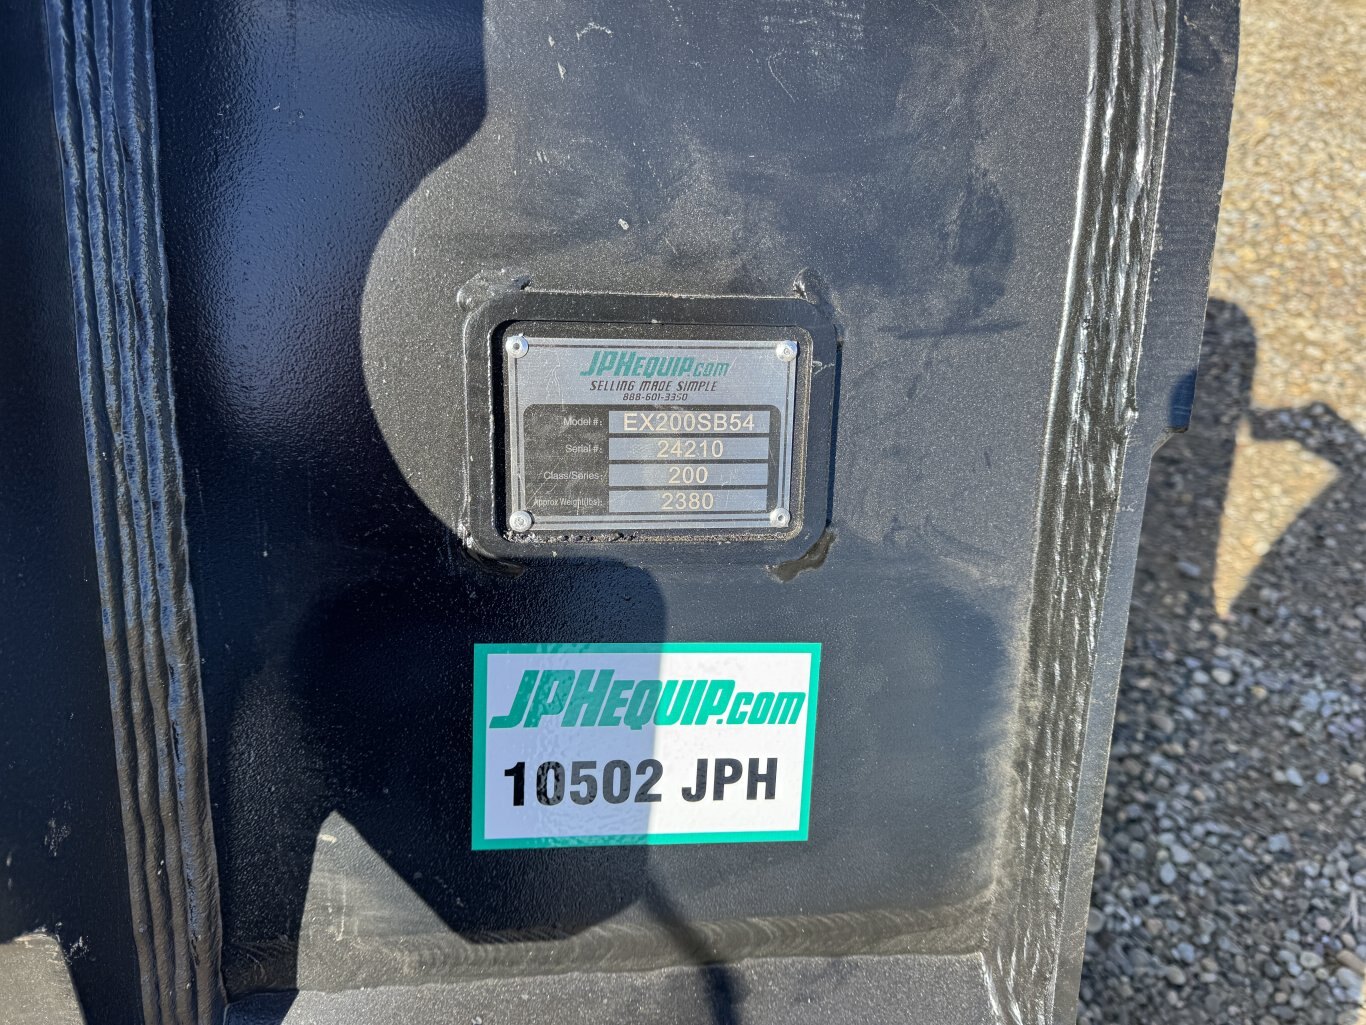 JPHEQUIP.COM
SELLING MADE SIMPLE
888-601-3350
Model #: EX200SB54
Serial #: 24210
Class/Series: 200
Approx Weight(lbs): 2380
JPHEQUIP.com
10502 JPH